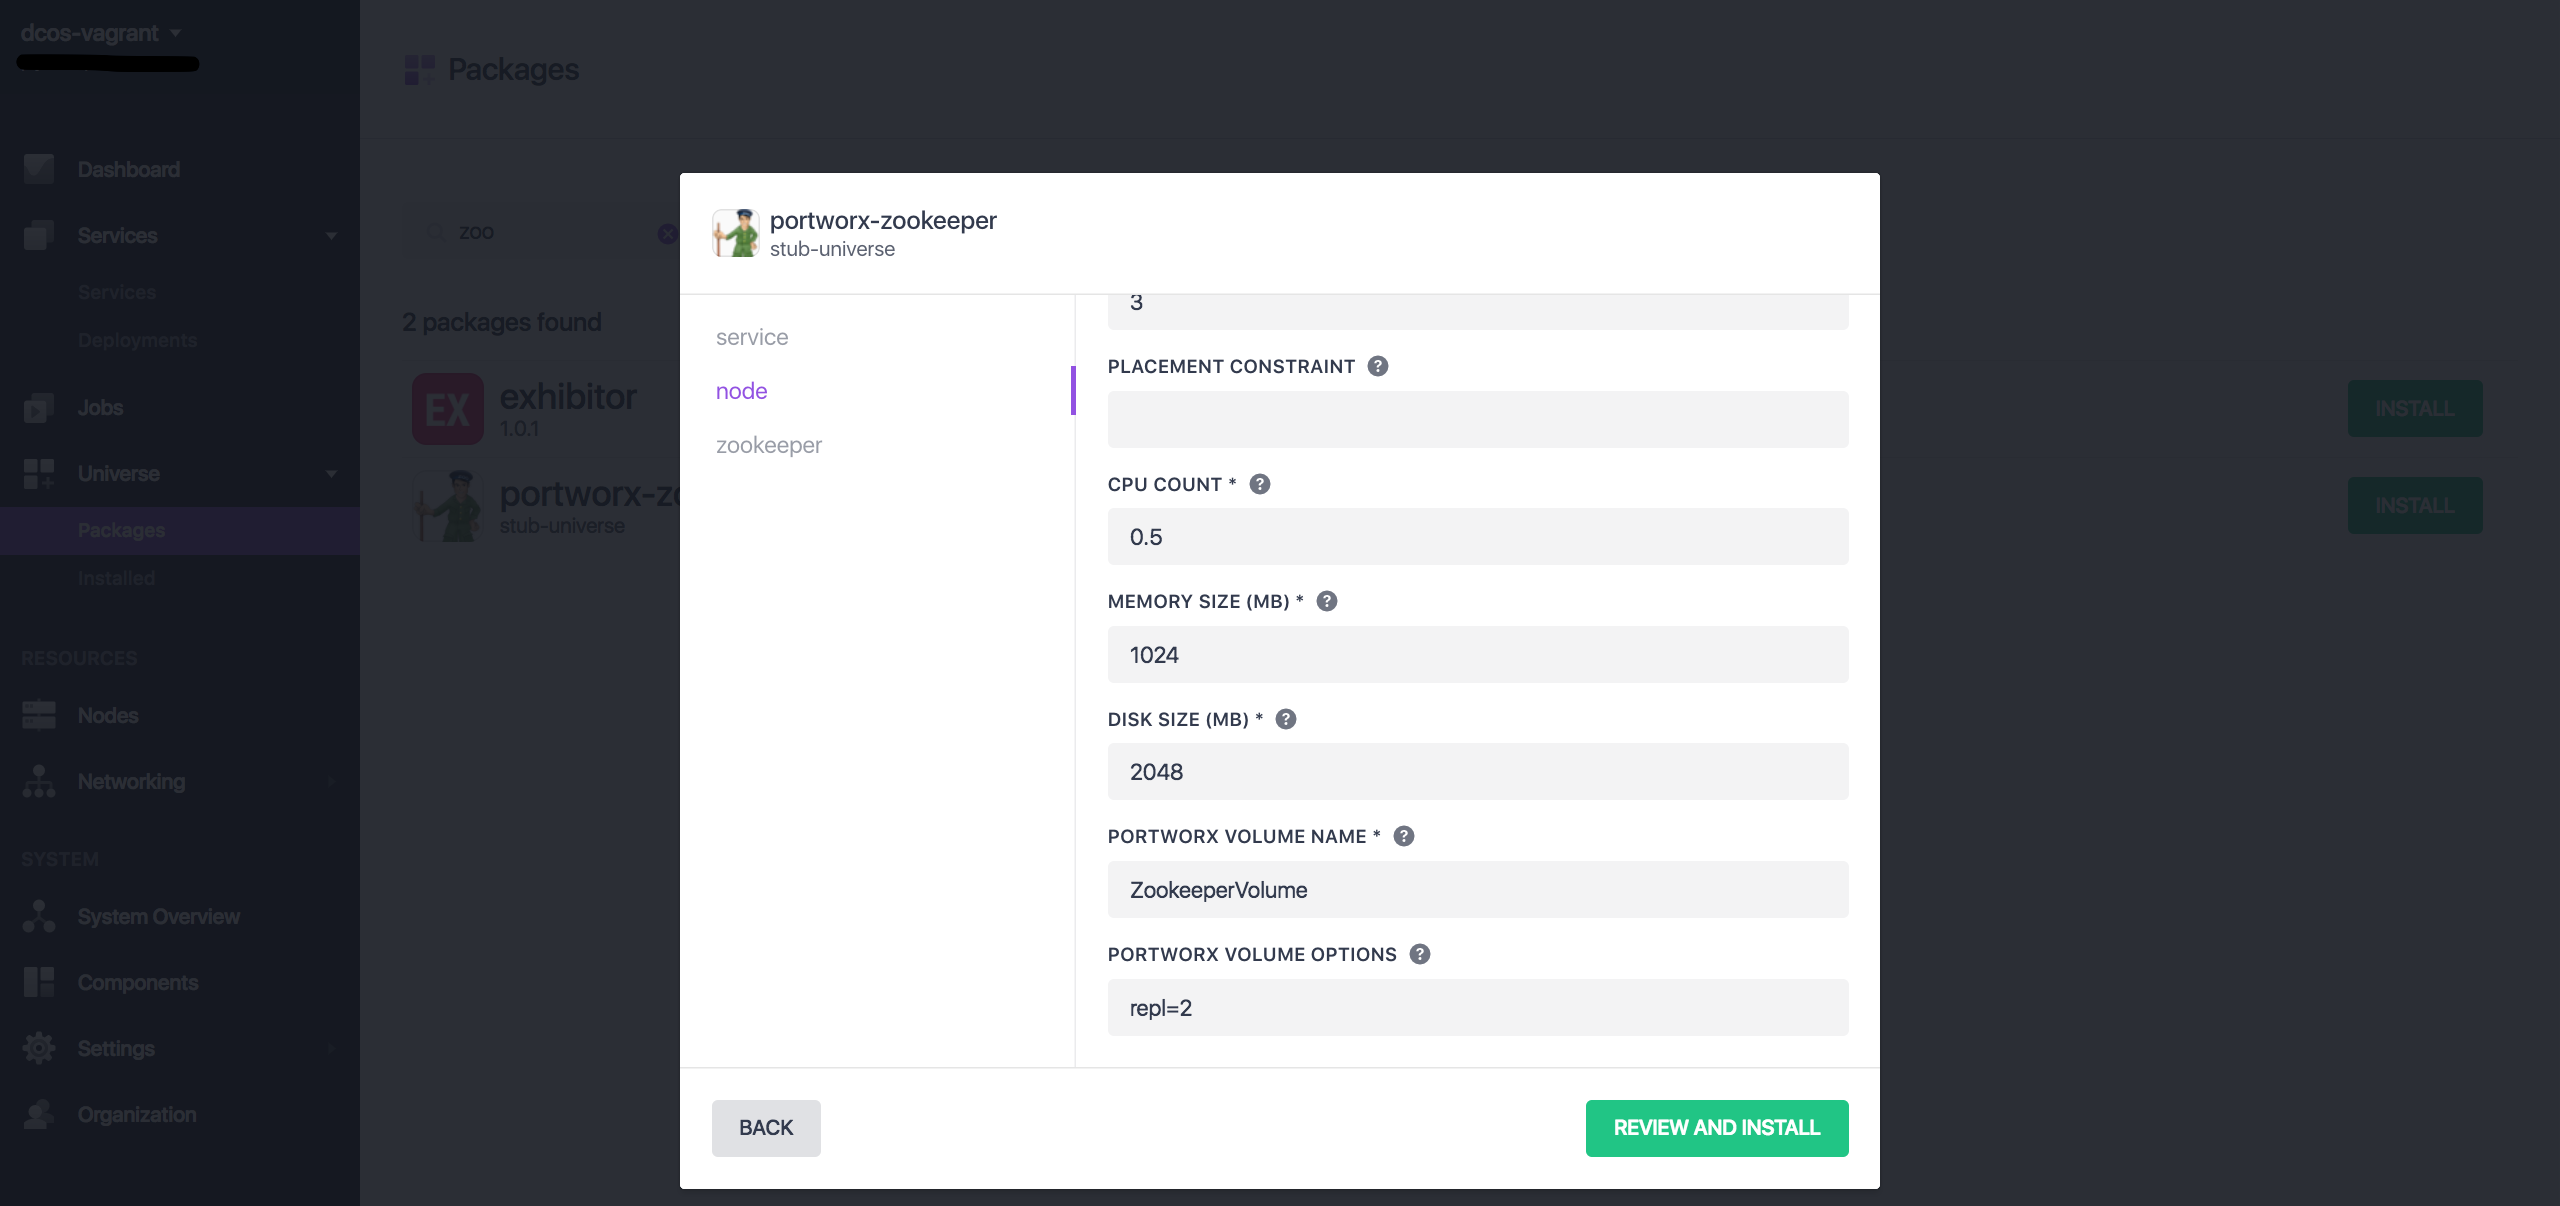 dcos-vagrant
Dashboard
Services
Services
Deployments
Jobs
Universe
Packages
Installed
RESOURCES
Nodes
Networking
SYSTEM
System Overview
Components
Settings
Organization
Packages
zoo
2 packages found
EX
exhibitor
1.0.1
INSTALL
portworx-zo
stub-universe
INSTALL
portworx-zookeeper
stub-universe
service
node
zookeeper
3
PLACEMENT CONSTRAINT ?
CPU COUNT * ?
0.5
MEMORY SIZE (MB) * ?
1024
DISK SIZE (MB) * ?
2048
PORTWORX VOLUME NAME * ?
ZookeeperVolume
PORTWORX VOLUME OPTIONS ?
repl=2
BACK
REVIEW AND INSTALL